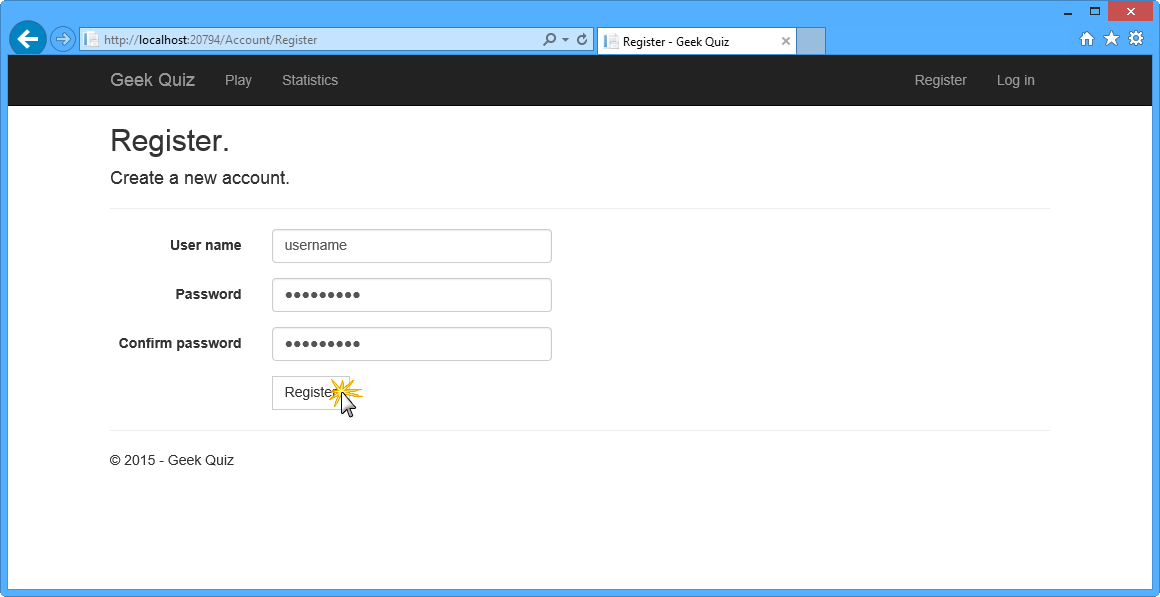 http://localhost:20794/Account/Register
Register - Geek Quiz
Geek Quiz Play Statistics Register Log in
Register.
Create a new account.
User name username
Password •••••••••
Confirm password •••••••••
Register
© 2015 - Geek Quiz